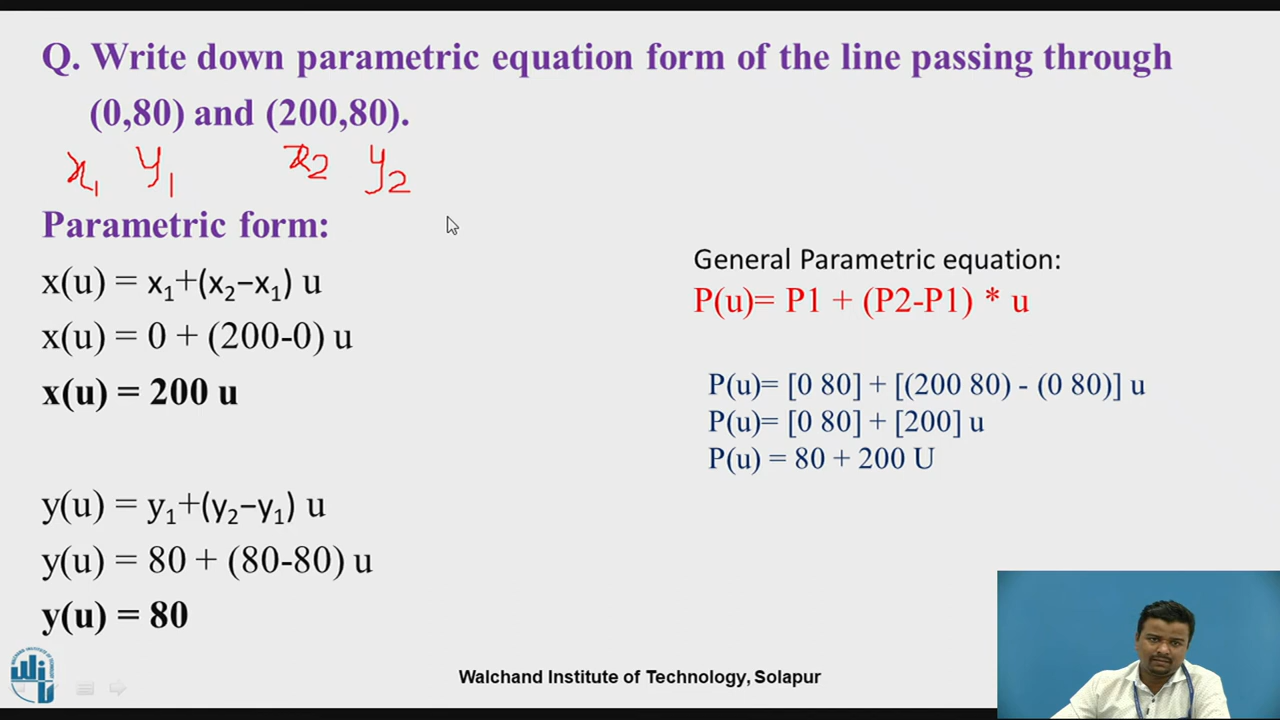 Q. Write down parametric equation form of the line passing through
(0,80) and (200,80).
x1 y1 x2 y2
Parametric form:
x(u) = x₁+(x₂−x₁) u
x(u) = 0 + (200-0) u
x(u) = 200 u
y(u) = y₁+(y₂−y₁) u
y(u) = 80 + (80-80) u
y(u) = 80
General Parametric equation:
P(u)= P1 + (P2-P1) * u
P(u)= [0 80] + [(200 80) - (0 80)] u
P(u)= [0 80] + [200] u
P(u) = 80 + 200 U
Walchand Institute of Technology, Solapur